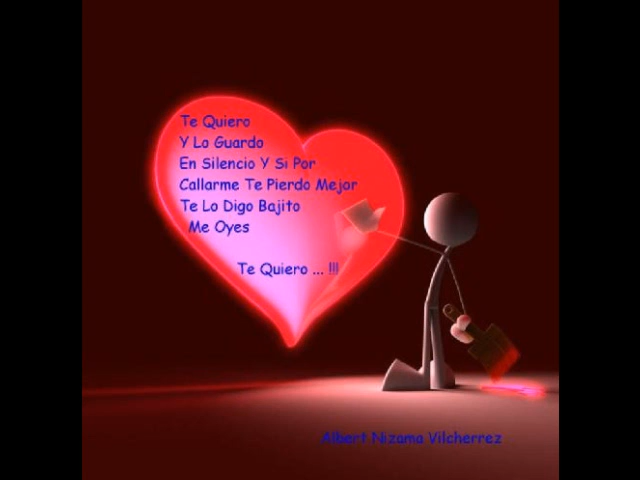 Te Quiero
Y Lo Guardo
En Silencio Y Si Por
Callarme Te Pierdo Mejor
Te Lo Digo Bajito
Me Oyes
Te Quiero ... !!!
Albert Nizama Vilcherrez